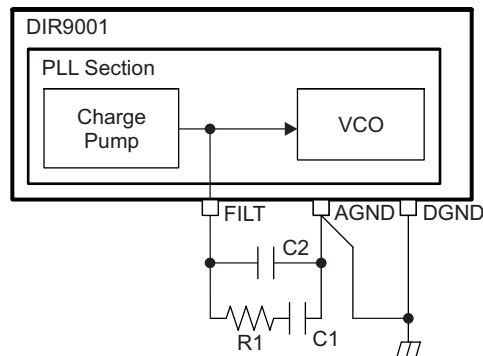 DIR9001
PLL Section
Charge
Pump
VCO
FILT
AGND
DGND
C2
R1
C1